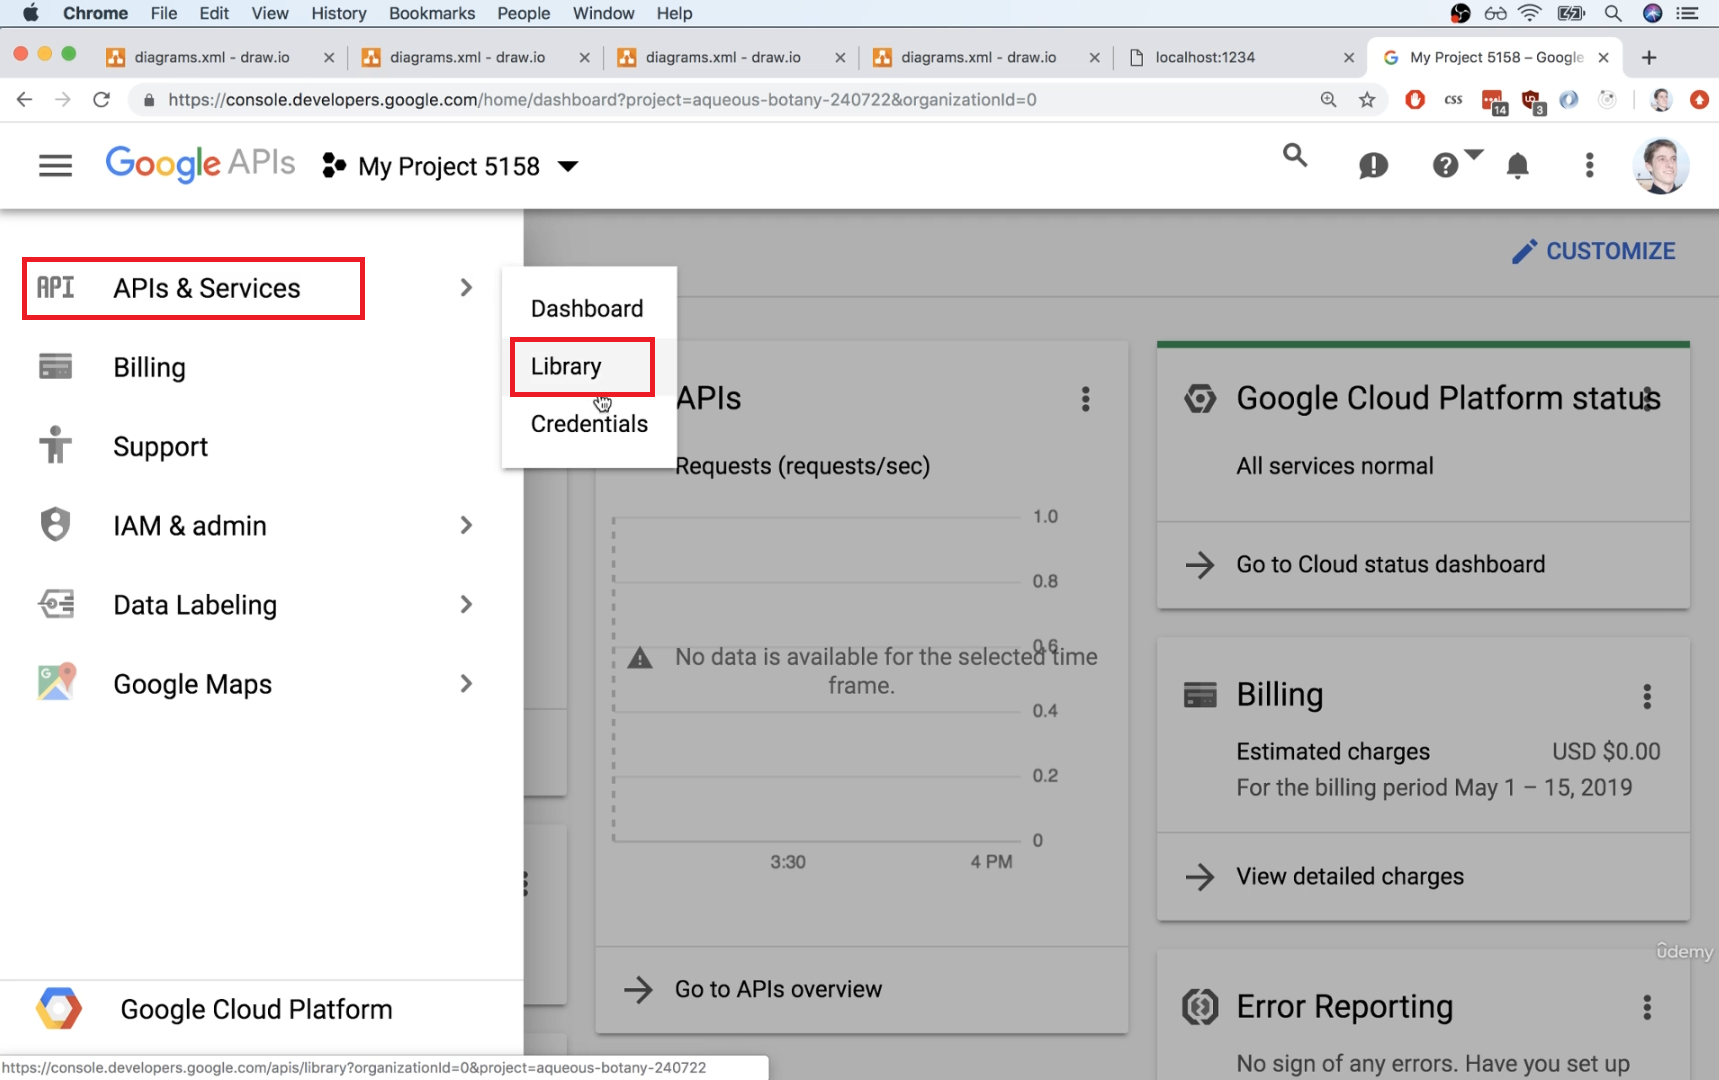 Chrome File Edit View History Bookmarks People Window Help
diagrams.xml - draw.io diagrams.xml - draw.io diagrams.xml - draw.io diagrams.xml - draw.io localhost:1234 My Project 5158 – Google
https://console.developers.google.com/home/dashboard?project=aqueous-botany-240722&organizationId=0
css 14 3
Google APIs My Project 5158
CUSTOMIZE
API APIs & Services
Billing
Support
IAM & admin
Data Labeling
Google Maps
Google Cloud Platform
Dashboard
Library
Credentials
APIs
Requests (requests/sec)
1.0
0.8
0.6
No data is available for the selected time
frame.
0.4
0.2
0
3:30 4 PM
Go to APIs overview
Google Cloud Platform status
All services normal
Go to Cloud status dashboard
Billing
Estimated charges USD $0.00
For the billing period May 1 – 15, 2019
View detailed charges
ûdemy
Error Reporting
No sign of any errors. Have you set up
https://console.developers.google.com/apis/library?organizationId=0&project=aqueous-botany-240722